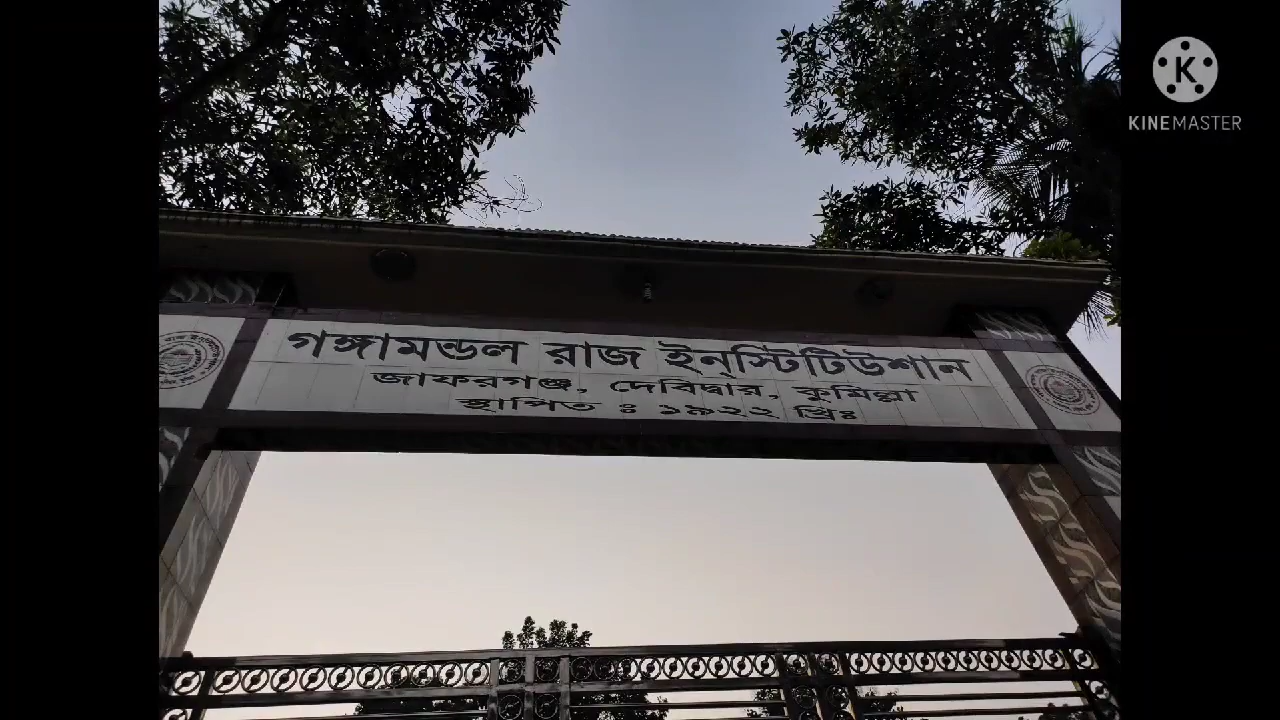 KINEMASTER
গঙ্গামন্ডল রাজ ইন্‌স্টিটিউশান
জাফরগঞ্জ, দেবিদ্বার, কুমিল্লা
স্থাপিত ঃ ১৯২২ খ্রিঃ